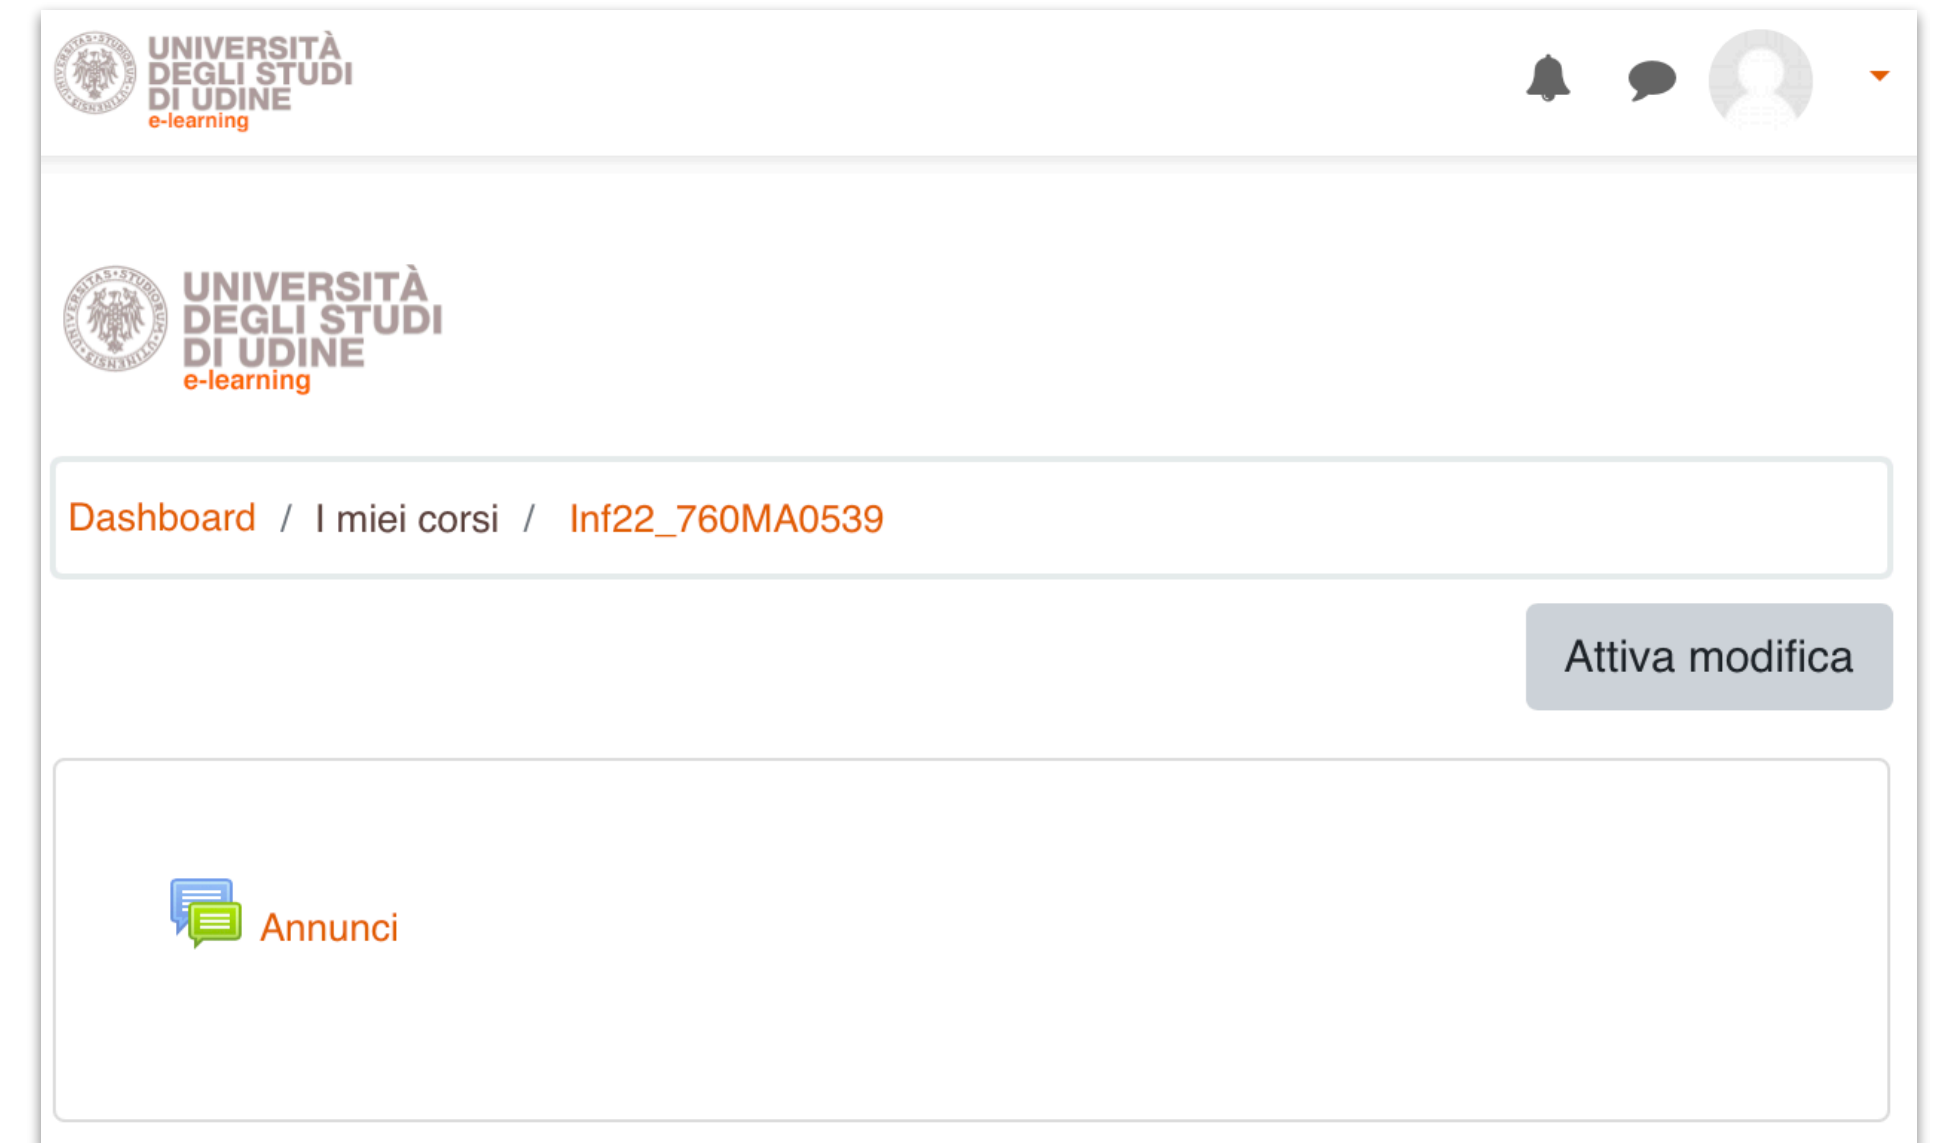 UNIVERSITÀ
DEGLI STUDI
DI UDINE
e-learning
UNIVERSITÀ
DEGLI STUDI
DI UDINE
e-learning
Dashboard / I miei corsi / Inf22_760MA0539
Attiva modifica
Annunci